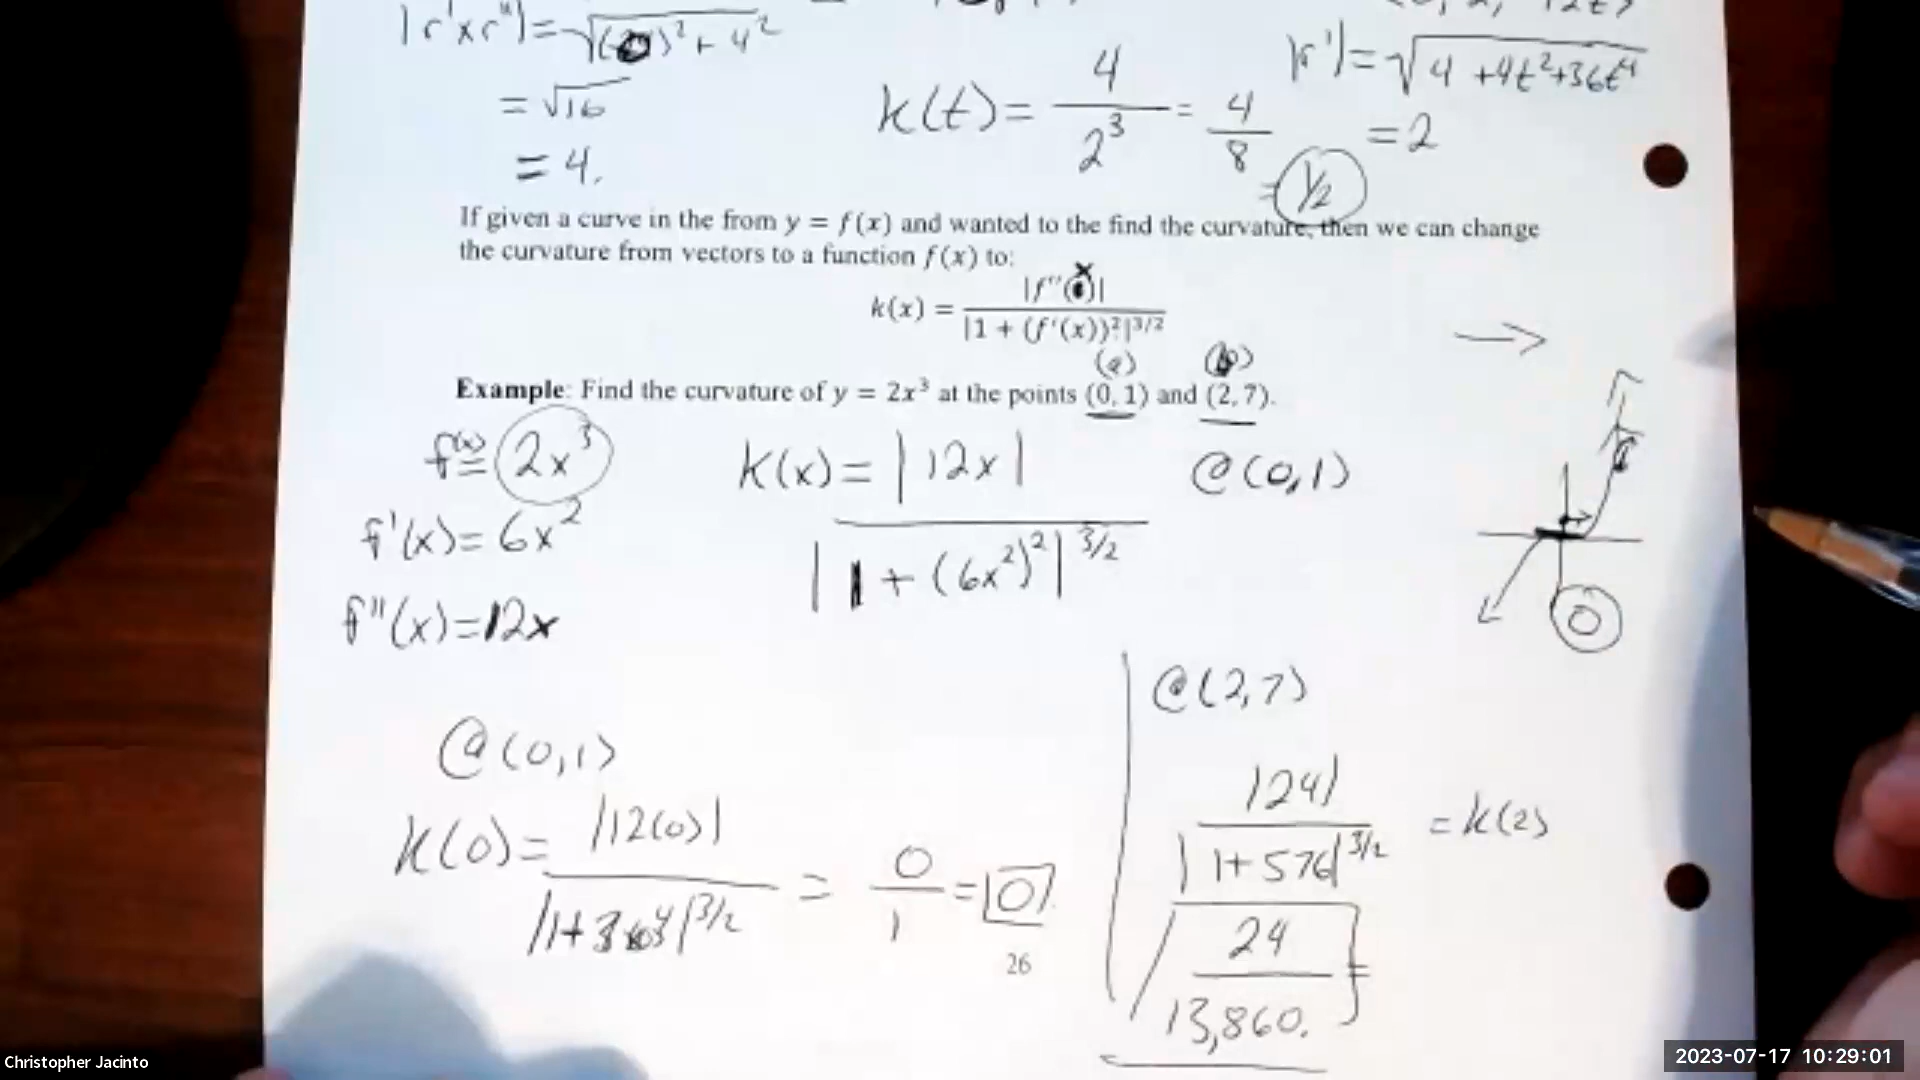 |r' x r''| = √( )² + 4²
= √16
= 4.
k(t) = 4/2³ = 4/8 = 1/2
|r'| = √4 + 4t² + 36t⁴
= 2
If given a curve in the from y = f(x) and wanted to the find the curvature, then we can change
the curvature from vectors to a function f(x) to:
k(x) = |f''(x)| / |1 + (f'(x))²|^3/2
(a) (b)
Example: Find the curvature of y = 2x³ at the points (0, 1) and (2, 7).
f(x) = 2x³
f'(x) = 6x²
f''(x) = 12x
k(x) = |12x| / |1 + (6x²)²|^3/2
@(0,1)
0
@(0,1)
k(0) = |12(0)| / |1+ |^3/2 = 0/1 = 0
@(2,7)
|24| / |1+576|^3/2 = k(2)
24 / 13,860. =
26
Christopher Jacinto
2023-07-17 10:29:01